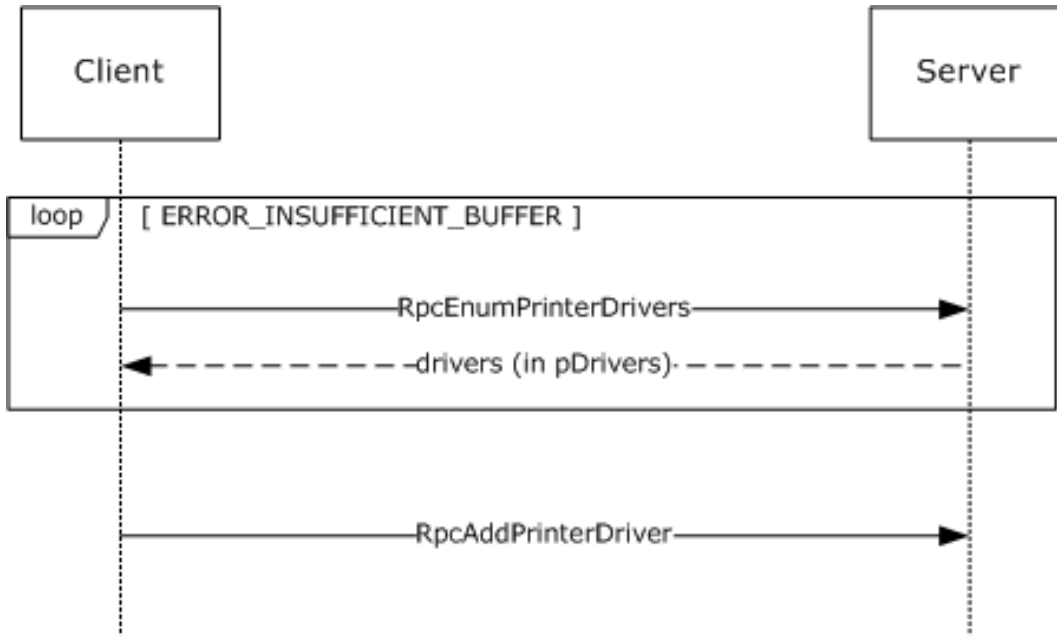 Client
Server
loop
[ ERROR_INSUFFICIENT_BUFFER ]
RpcEnumPrinterDrivers
drivers (in pDrivers)
RpcAddPrinterDriver